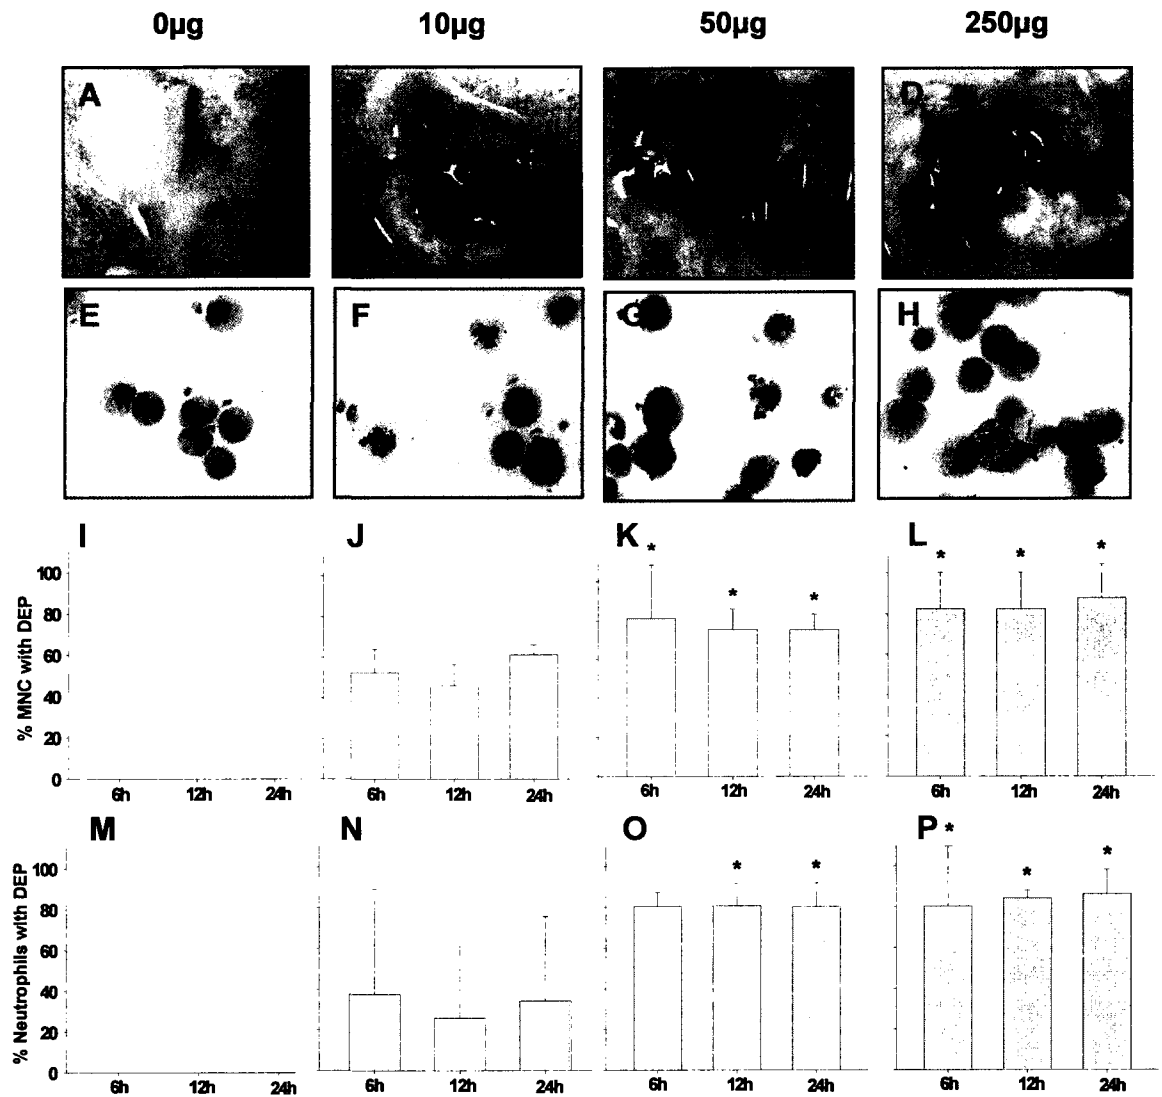 0µg 10µg 50µg 250µg
A D
E F G H
I J K * L * * *
* *
% MNC with DEP
100
80
60
40
20
0
6h 12h 24h 6h 12h 24h 6h 12h 24h 6h 12h 24h
M N O P *
* * * *
% Neutrophils with DEP
100
80
60
40
20
0
6h 12h 24h 6h 12h 24h 6h 12h 24h 6h 12h 24h